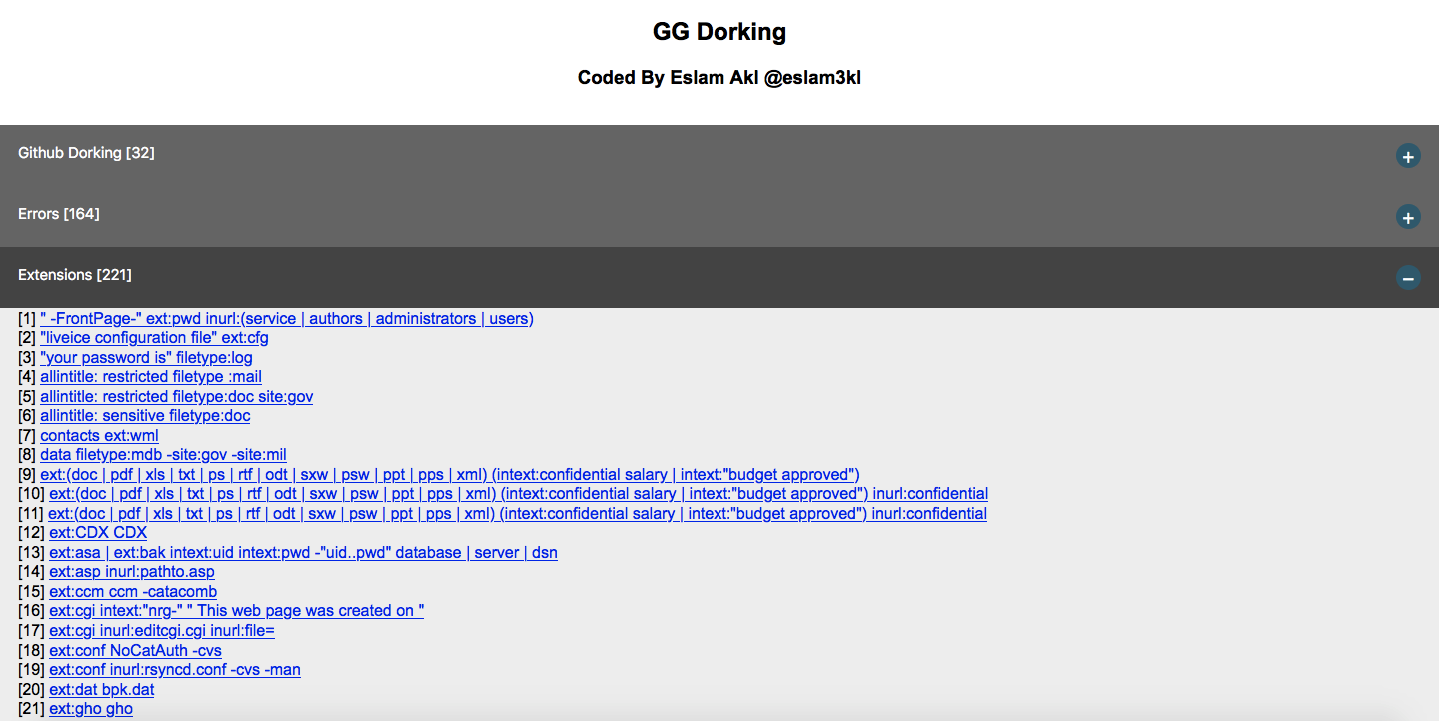 GG Dorking
Coded By Eslam Akl @eslam3kl
Github Dorking [32]
+
Errors [164]
+
Extensions [221]
−
[1] " -FrontPage-" ext:pwd inurl:(service | authors | administrators | users)
[2] "liveice configuration file" ext:cfg
[3] "your password is" filetype:log
[4] allintitle: restricted filetype :mail
[5] allintitle: restricted filetype:doc site:gov
[6] allintitle: sensitive filetype:doc
[7] contacts ext:wml
[8] data filetype:mdb -site:gov -site:mil
[9] ext:(doc | pdf | xls | txt | ps | rtf | odt | sxw | psw | ppt | pps | xml) (intext:confidential salary | intext:"budget approved")
[10] ext:(doc | pdf | xls | txt | ps | rtf | odt | sxw | psw | ppt | pps | xml) (intext:confidential salary | intext:"budget approved") inurl:confidential
[11] ext:(doc | pdf | xls | txt | ps | rtf | odt | sxw | psw | ppt | pps | xml) (intext:confidential salary | intext:"budget approved") inurl:confidential
[12] ext:CDX CDX
[13] ext:asa | ext:bak intext:uid intext:pwd -"uid..pwd" database | server | dsn
[14] ext:asp inurl:pathto.asp
[15] ext:ccm ccm -catacomb
[16] ext:cgi intext:"nrg-" " This web page was created on "
[17] ext:cgi inurl:editcgi.cgi inurl:file=
[18] ext:conf NoCatAuth -cvs
[19] ext:conf inurl:rsyncd.conf -cvs -man
[20] ext:dat bpk.dat
[21] ext:gho gho